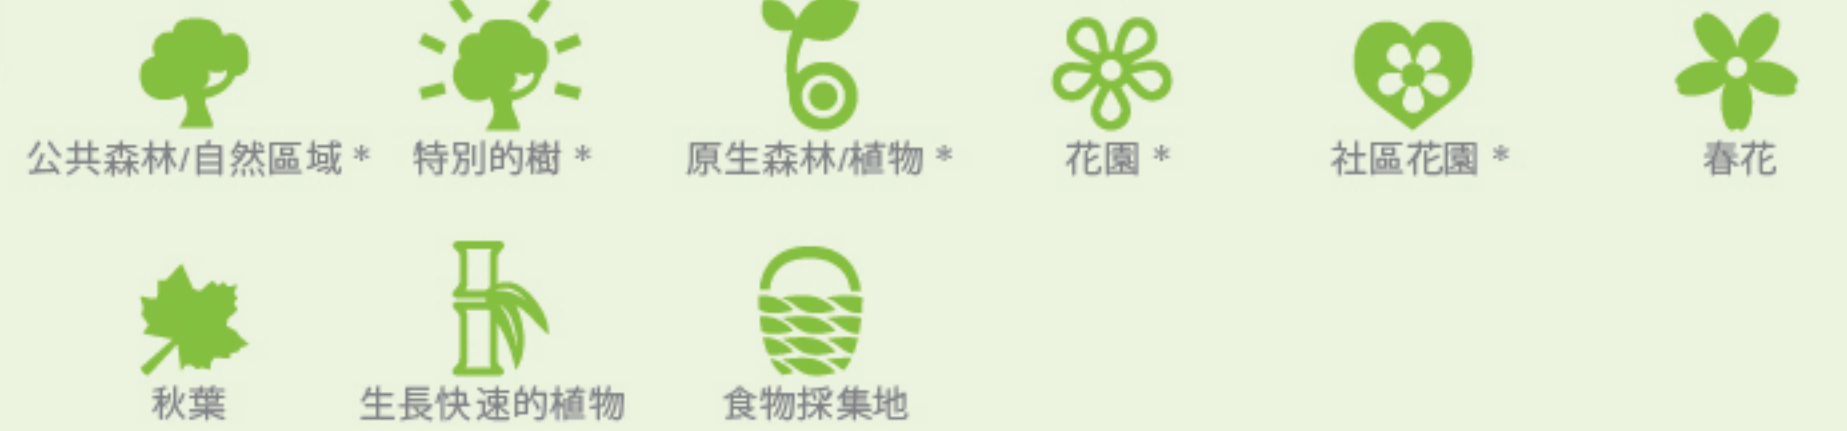 公共森林/自然區域 * 特別的樹 * 原生森林/植物 * 花園 * 社區花園 * 春花
秋葉 生長快速的植物 食物採集地